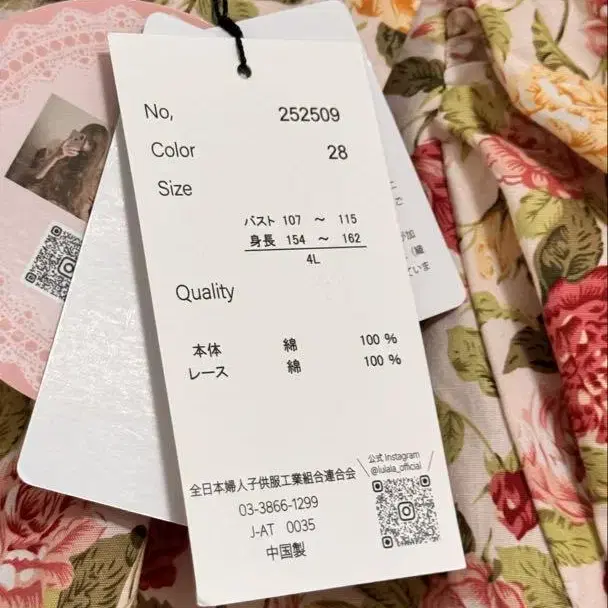 No, 252509
Color 28
Size
バスト 107 ～ 115
身長 154 ～ 162
4L
Quality
本体 綿 100 %
レース 綿 100 %
公式 Instagram
@lulala_official
全日本婦人子供服工業組合連合会
03-3866-1299
J-AT 0035
中国製